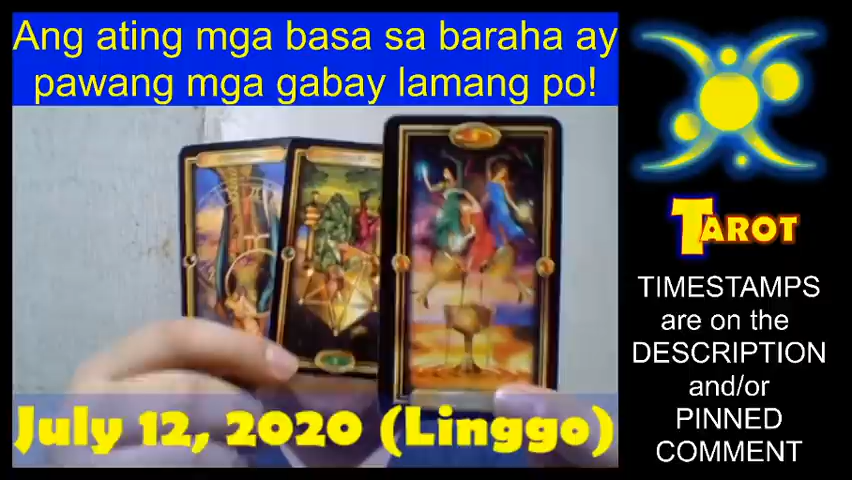 Ang ating mga basa sa baraha ay
pawang mga gabay lamang po!
July 12, 2020 (Linggo)
TAROT
TIMESTAMPS
are on the
DESCRIPTION
and/or
PINNED
COMMENT